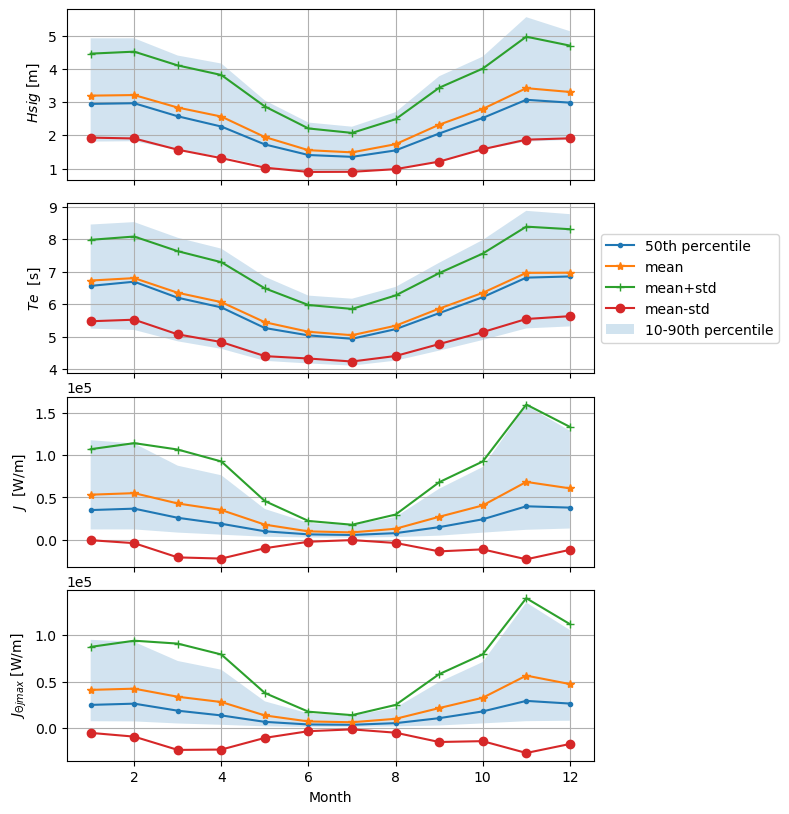 5
4
3
2
1
Hsig [m]
9
8
7
6
5
4
Te [s]
50th percentile
mean
mean+std
mean-std
10-90th percentile
1e5
1.5
1.0
0.5
0.0
J [W/m]
1e5
1.0
0.5
0.0
JΘjmax [W/m]
2 4 6 8 10 12
Month